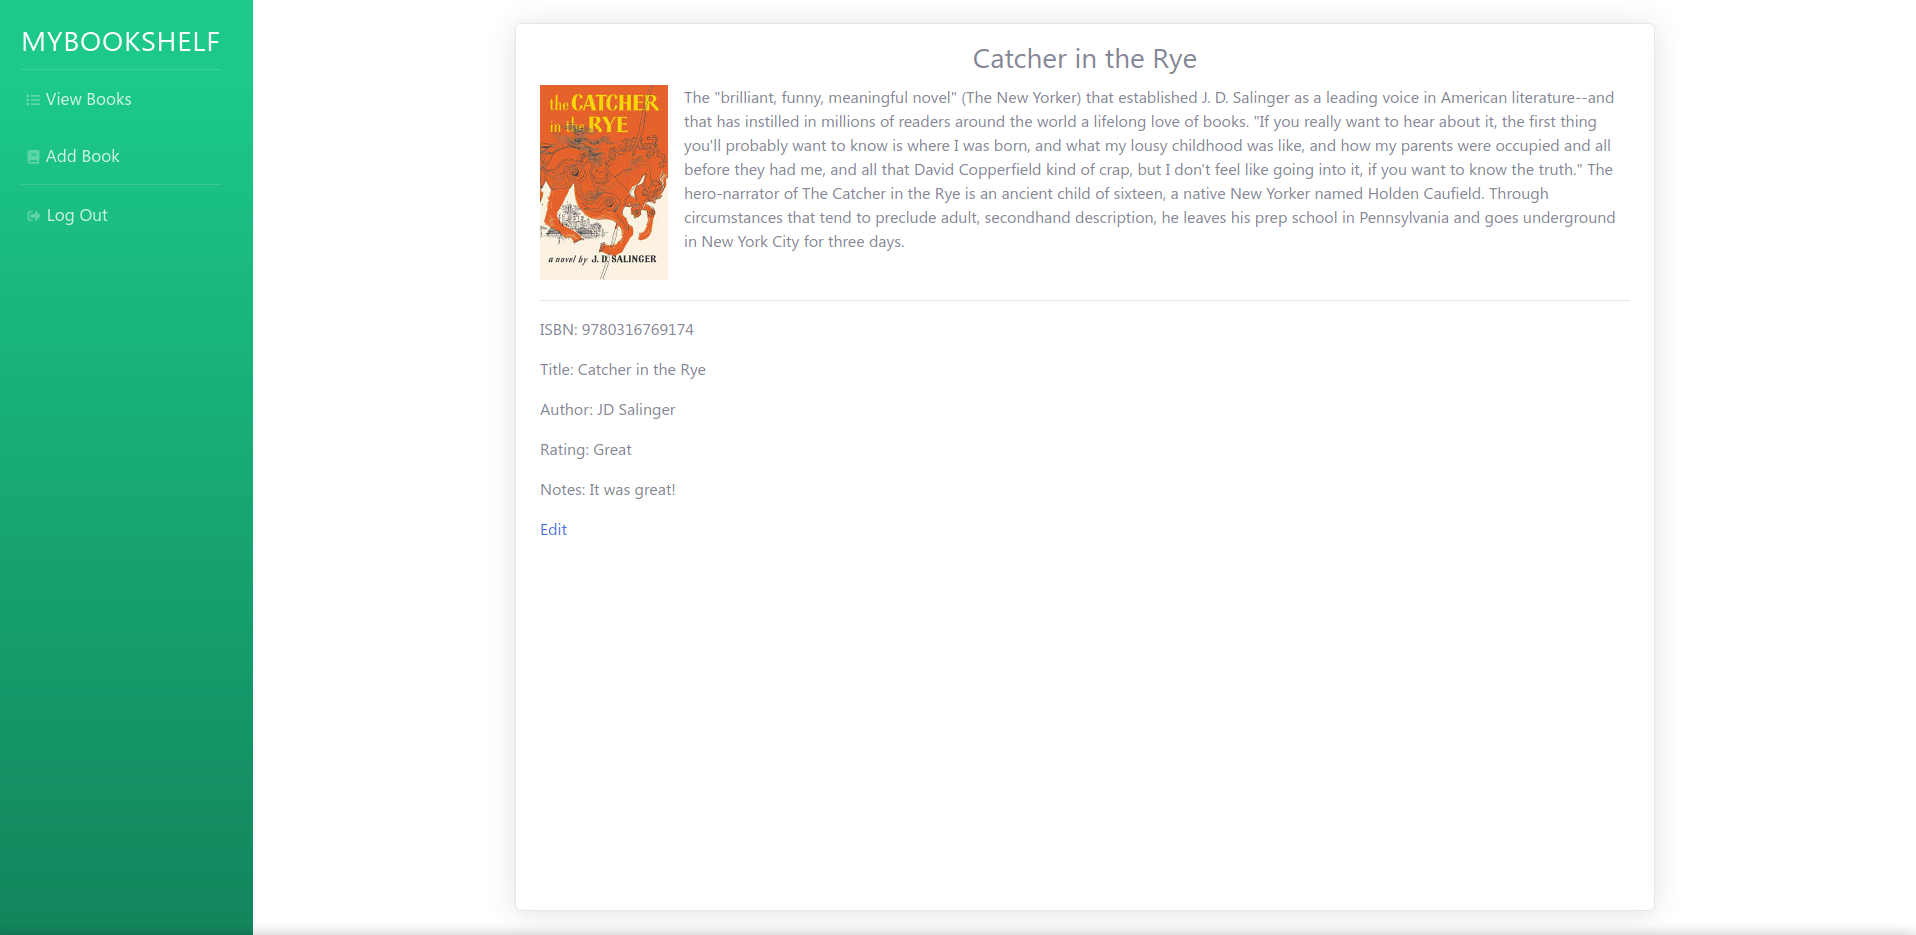 MYBOOKSHELF
View Books
Add Book
Log Out
Catcher in the Rye
the CATCHER
in the RYE
a novel by J. D. SALINGER
The "brilliant, funny, meaningful novel" (The New Yorker) that established J. D. Salinger as a leading voice in American literature--and
that has instilled in millions of readers around the world a lifelong love of books. "If you really want to hear about it, the first thing
you'll probably want to know is where I was born, and what my lousy childhood was like, and how my parents were occupied and all
before they had me, and all that David Copperfield kind of crap, but I don't feel like going into it, if you want to know the truth." The
hero-narrator of The Catcher in the Rye is an ancient child of sixteen, a native New Yorker named Holden Caufield. Through
circumstances that tend to preclude adult, secondhand description, he leaves his prep school in Pennsylvania and goes underground
in New York City for three days.
ISBN: 9780316769174
Title: Catcher in the Rye
Author: JD Salinger
Rating: Great
Notes: It was great!
Edit